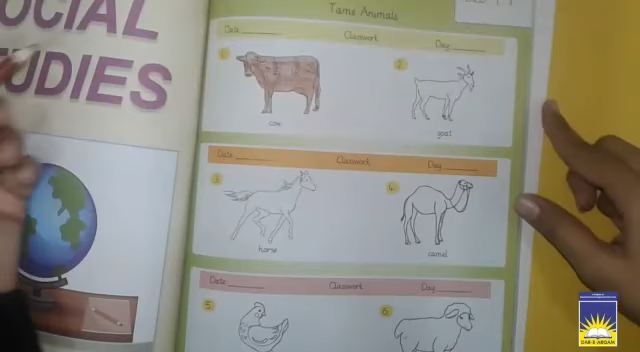 OCIAL
UDIES
Tame Animals
Date
Classwork
Day
1
2
cow
goat
Date
Classwork
Day
3
4
horse
camel
Date
Classwork
Day
5
6
DAR-E-ARQAM